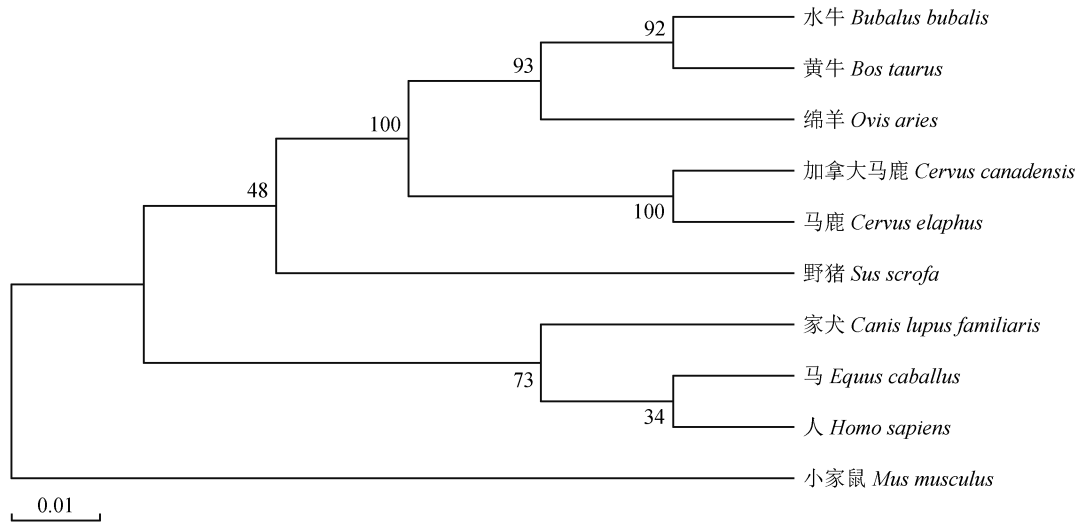 水牛 Bubalus bubalis
92
黄牛 Bos taurus
93
绵羊 Ovis aries
100
加拿大马鹿 Cervus canadensis
48
100
马鹿 Cervus elaphus
野猪 Sus scrofa
家犬 Canis lupus familiaris
73
马 Equus caballus
34
人 Homo sapiens
小家鼠 Mus musculus
0.01